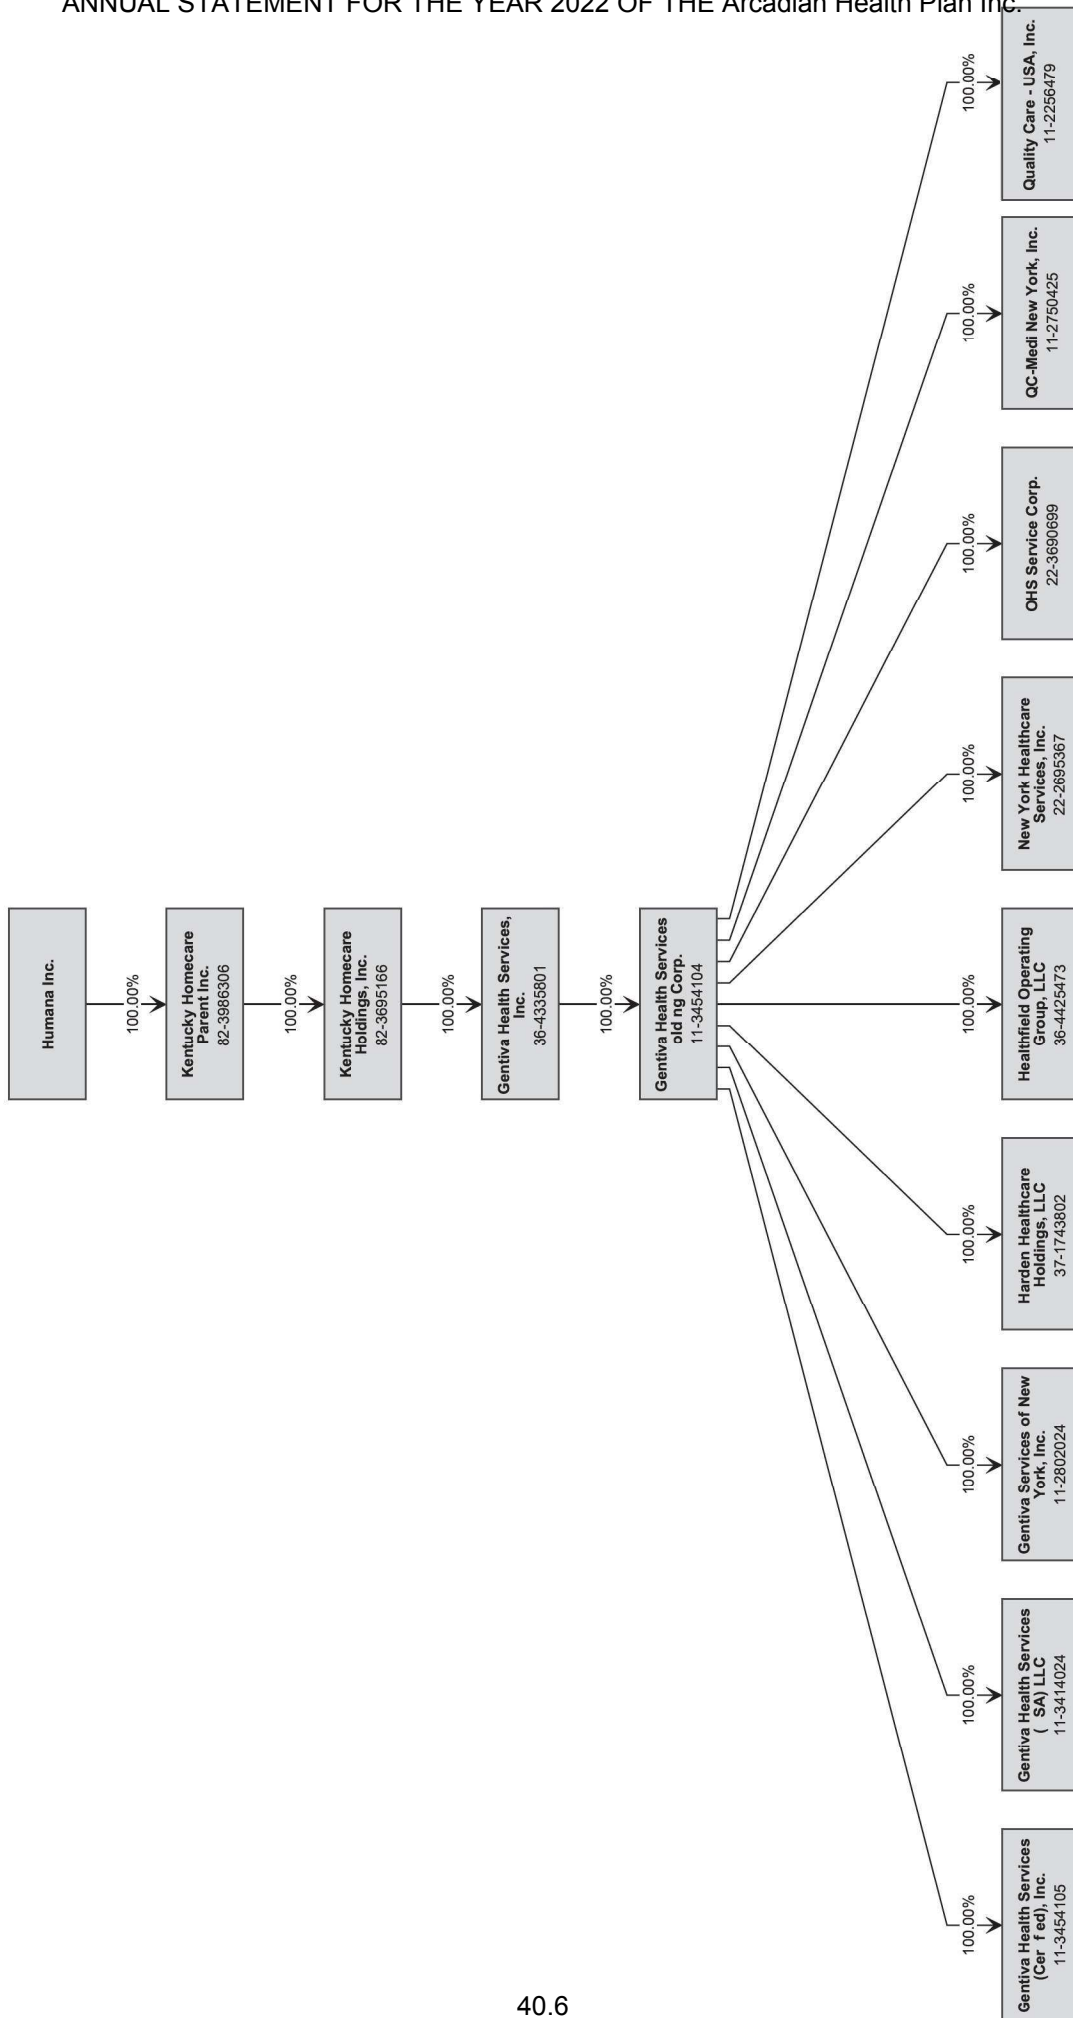 ANNUAL STATEMENT FOR THE YEAR 2022 OF THE Arcadian Health Plan Inc.
Humana Inc.
100.00%
Kentucky Homecare
Parent Inc.
82-3986306
100.00%
Kentucky Homecare
Holdings, Inc.
82-3695166
100.00%
Gentiva Health Services,
Inc.
36-4335801
100.00%
Gentiva Health Services
old ng Corp.
11-3454104
100.00%
Gentiva Health Services
(Cer f ed), Inc.
11-3454105
100.00%
Gentiva Health Services
( SA) LLC
11-3414024
100.00%
Gentiva Services of New
York, Inc.
11-2802024
100.00%
Harden Healthcare
Holdings, LLC
37-1743802
100.00%
Healthfield Operating
Group, LLC
36-4425473
100.00%
New York Healthcare
Services, Inc.
22-2695367
100.00%
OHS Service Corp.
22-3690699
100.00%
QC-Medi New York, Inc.
11-2750425
100.00%
Quality Care - USA, Inc.
11-2256479
40.6